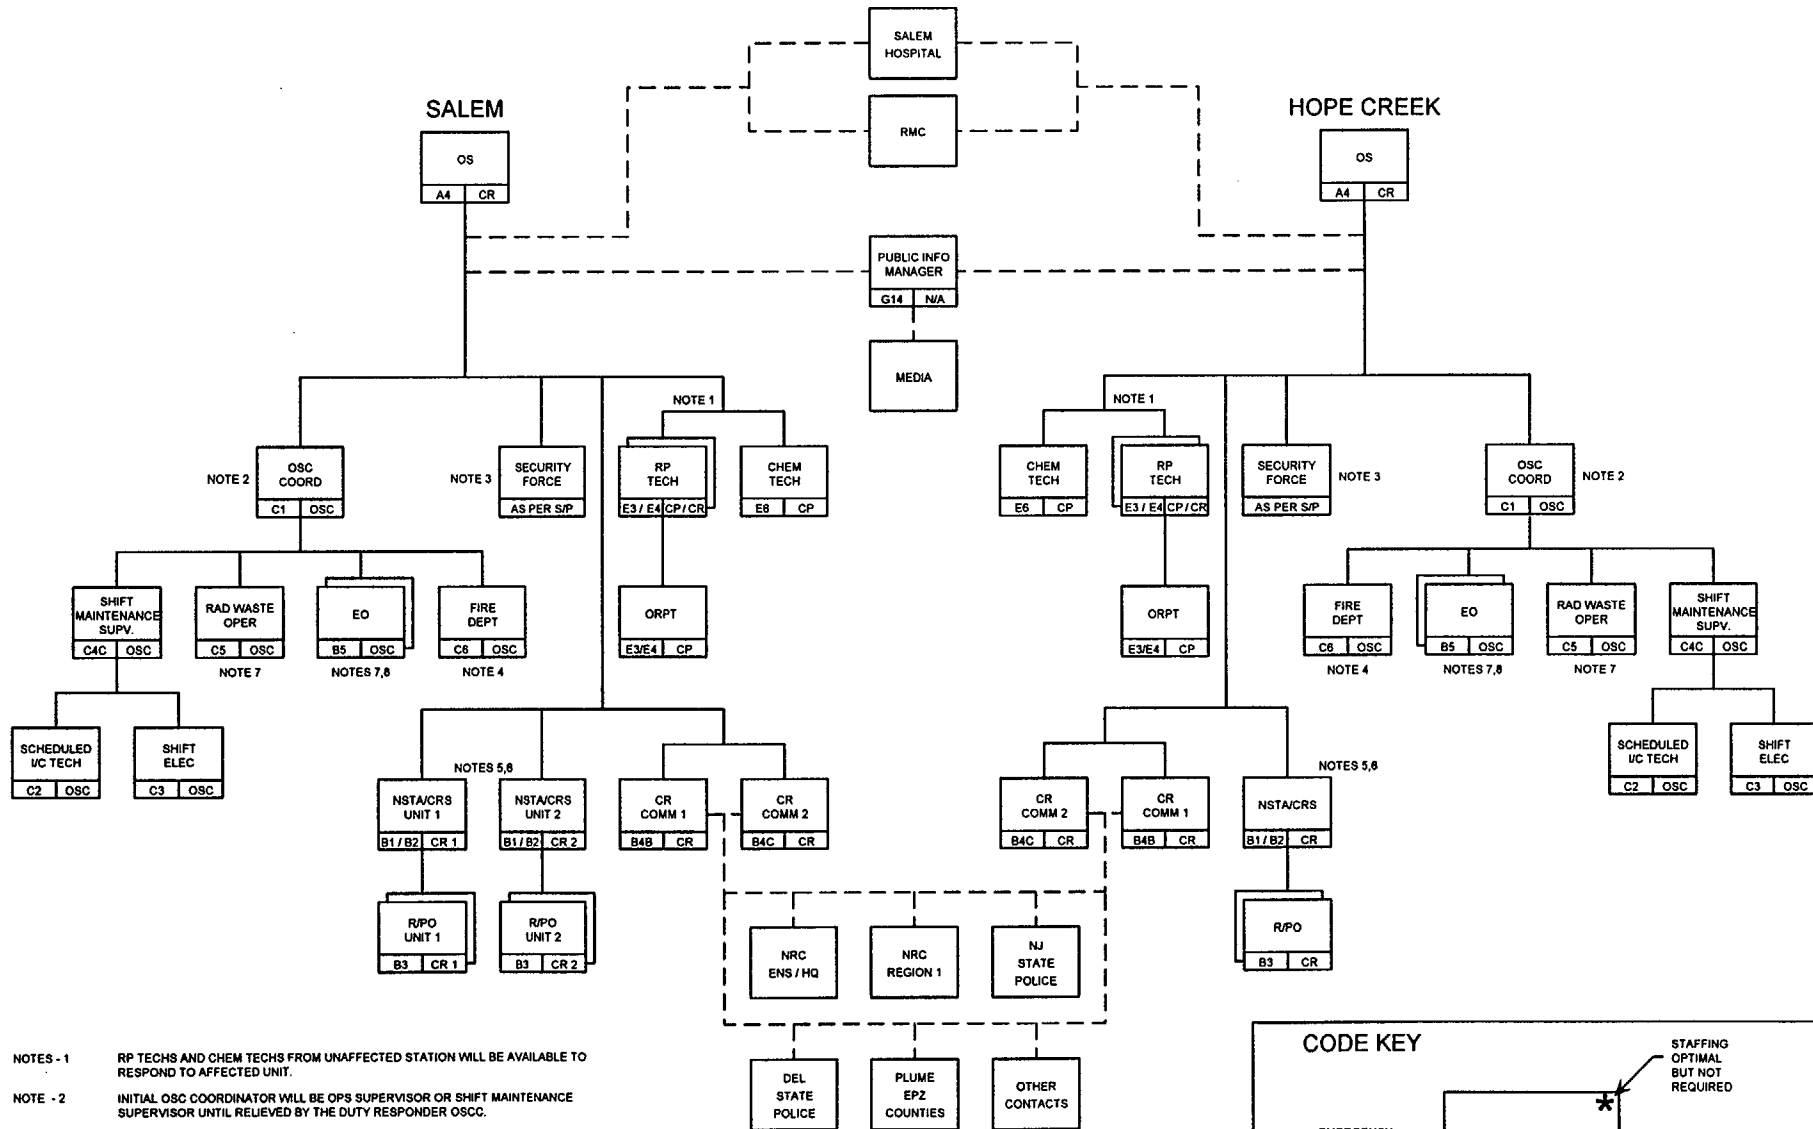 SALEM
HOSPITAL
SALEM
HOPE CREEK
RMC
OS
A4 CR
OS
A4 CR
PUBLIC INFO
MANAGER
G14 N/A
MEDIA
NOTE 1
NOTE 1
NOTE 2
OSC
COORD
C1 OSC
NOTE 3
SECURITY
FORCE
AS PER S/P
RP
TECH
E3 / E4 CP / CR
CHEM
TECH
E6 CP
CHEM
TECH
E6 CP
RP
TECH
E3 / E4 CP / CR
SECURITY
FORCE
AS PER S/P
NOTE 3
OSC
COORD
C1 OSC
NOTE 2
SHIFT
MAINTENANCE
SUPV.
C4C OSC
RAD WASTE
OPER
C5 OSC
NOTE 7
EO
B5 OSC
NOTES 7,8
FIRE
DEPT
C6 OSC
NOTE 4
ORPT
E3/E4 CP
ORPT
E3/E4 CP
FIRE
DEPT
C6 OSC
NOTE 4
EO
B5 OSC
NOTES 7,8
RAD WASTE
OPER
C5 OSC
NOTE 7
SHIFT
MAINTENANCE
SUPV.
C4C OSC
SCHEDULED
I/C TECH
C2 OSC
SHIFT
ELEC
C3 OSC
NOTES 5,6
NSTA/CRS
UNIT 1
B1 / B2 CR 1
NSTA/CRS
UNIT 2
B1 / B2 CR 2
CR
COMM 1
B4B CR
CR
COMM 2
B4C CR
CR
COMM 2
B4C CR
CR
COMM 1
B4B CR
NOTES 5,6
NSTA/CRS
B1 / B2 CR
SCHEDULED
I/C TECH
C2 OSC
SHIFT
ELEC
C3 OSC
R/PO
UNIT 1
B3 CR 1
R/PO
UNIT 2
B3 CR 2
R/PO
B3 CR
NRC
ENS / HQ
NRC
REGION 1
NJ
STATE
POLICE
DEL
STATE
POLICE
PLUME
EPZ
COUNTIES
OTHER
CONTACTS
NOTES - 1 RP TECHS AND CHEM TECHS FROM UNAFFECTED STATION WILL BE AVAILABLE TO
RESPOND TO AFFECTED UNIT.
NOTE - 2 INITIAL OSC COORDINATOR WILL BE OPS SUPERVISOR OR SHIFT MAINTENANCE
SUPERVISOR UNTIL RELIEVED BY THE DUTY RESPONDER OSCC.
CODE KEY
STAFFING
OPTIMAL
BUT NOT
REQUIRED
*